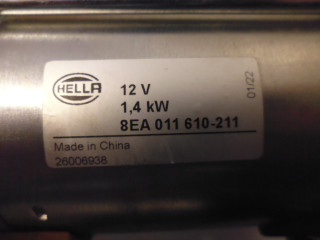 HELLA
12 V
1,4 kW
8EA 011 610-211
01/22
Made in China
26006938